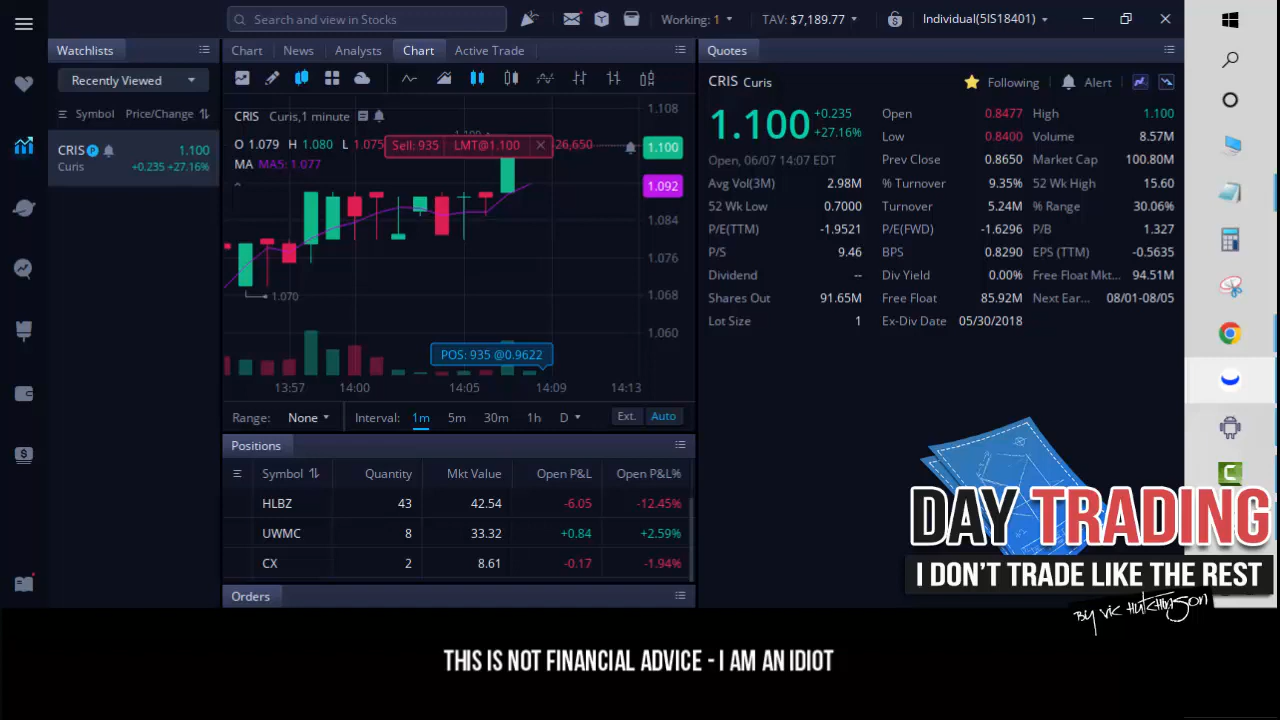 Search and view in Stocks
Working: 1
TAV: $7,189.77
Individual(5IS18401)
Watchlists
Recently Viewed
Symbol Price/Change
CRIS P 1.100
Curis +0.235 +27.16%
Chart News Analysts Chart Active Trade
CRIS Curis,1 minute
O 1.079 H 1.080 L 1.075
Sell: 935 LMT@1.100
26,650
MA MA5: 1.077
1.108
1.100
1.092
1.084
1.076
1.068
1.060
1.070
POS: 935 @0.9622
13:57 14:00 14:05 14:09 14:13
Range: None Interval: 1m 5m 30m 1h D Ext. Auto
Positions
Symbol Quantity Mkt Value Open P&L Open P&L%
HLBZ 43 42.54 -6.05 -12.45%
UWMC 8 33.32 +0.84 +2.59%
CX 2 8.61 -0.17 -1.94%
Orders
Quotes
CRIS Curis
Following Alert
1.100 +0.235
+27.16%
Open, 06/07 14:07 EDT
Open 0.8477 High 1.100
Low 0.8400 Volume 8.57M
Prev Close 0.8650 Market Cap 100.80M
Avg Vol(3M) 2.98M % Turnover 9.35% 52 Wk High 15.60
52 Wk Low 0.7000 Turnover 5.24M % Range 30.06%
P/E(TTM) -1.9521 P/E(FWD) -1.6296 P/B 1.327
P/S 9.46 BPS 0.8290 EPS (TTM) -0.5635
Dividend -- Div Yield 0.00% Free Float Mkt... 94.51M
Shares Out 91.65M Free Float 85.92M Next Ear... 08/01-08/05
Lot Size 1 Ex-Div Date 05/30/2018
DAY TRADING
I DON'T TRADE LIKE THE REST
BY VIC HUTCHINSON
THIS IS NOT FINANCIAL ADVICE - I AM AN IDIOT